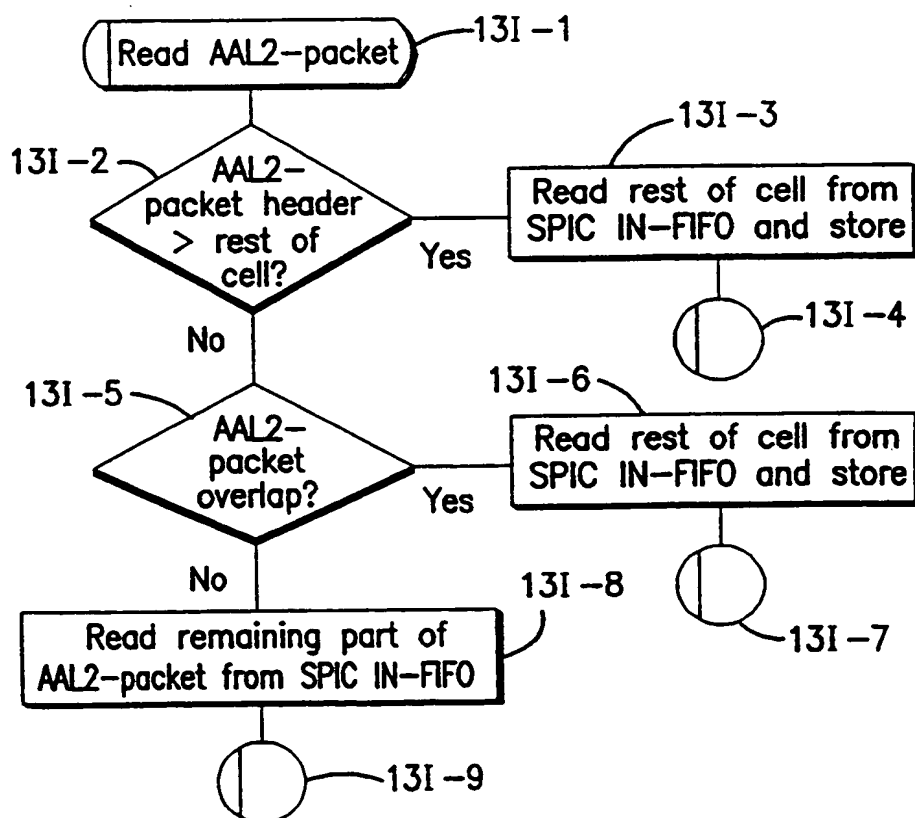 Read AAL2-packet
13I-1
13I-2
AAL2-
packet header
> rest of
cell?
Yes
13I-3
Read rest of cell from
SPIC IN-FIFO and store
13I-4
No
13I-5
AAL2-
packet
overlap?
Yes
13I-6
Read rest of cell from
SPIC IN-FIFO and store
13I-7
No
13I-8
Read remaining part of
AAL2-packet from SPIC IN-FIFO
13I-9